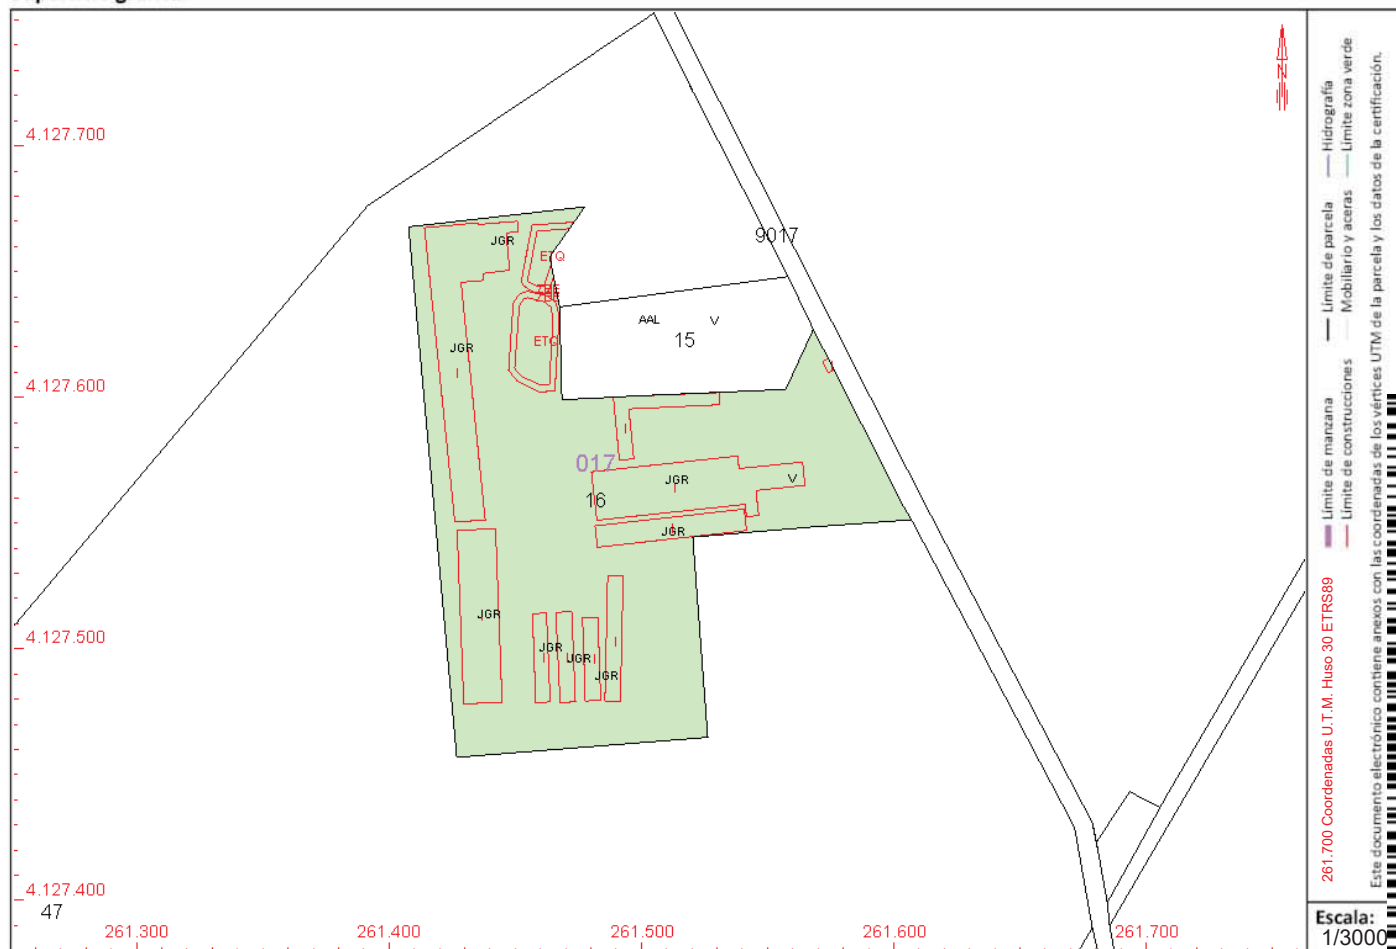 4.127.700
9017
JGR
ETQ
AAL
V
15
JGR
4.127.600
017
16
JGR
V
JGR
4.127.500
JGR
JGR
JGR
JGR
4.127.400
47
261.300
261.400
261.500
261.600
261.700
N
261.700 Coordenadas U.T.M. Huso 30 ETRS89
Límite de manzana
Límite de parcela
Hidrografía
Límite de construcciones
Mobiliario y aceras
Límite zona verde
Este documento electrónico contiene anexos con las coordenadas de los vértices UTM de la parcela y los datos de la certificación.
Escala:
1/3000